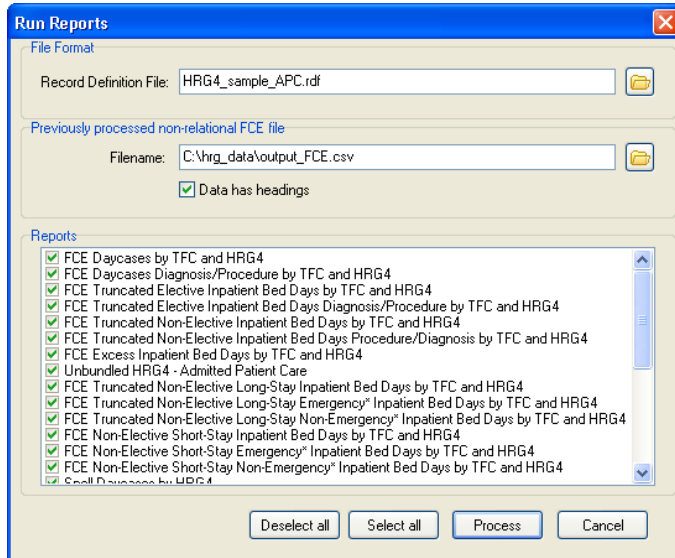 Run Reports
File Format
Record Definition File: HRG4_sample_APC.rdf
Previously processed non-relational FCE file
Filename: C:\hrg_data\output_FCE.csv
Data has headings
Reports
FCE Daycases by TFC and HRG4
FCE Daycases Diagnosis/Procedure by TFC and HRG4
FCE Truncated Elective Inpatient Bed Days by TFC and HRG4
FCE Truncated Elective Inpatient Bed Days Diagnosis/Procedure by TFC and HRG4
FCE Truncated Non-Elective Inpatient Bed Days by TFC and HRG4
FCE Truncated Non-Elective Inpatient Bed Days Procedure/Diagnosis by TFC and HRG4
FCE Excess Inpatient Bed Days by TFC and HRG4
Unbundled HRG4 - Admitted Patient Care
FCE Truncated Non-Elective Long-Stay Inpatient Bed Days by TFC and HRG4
FCE Truncated Non-Elective Long-Stay Emergency* Inpatient Bed Days by TFC and HRG4
FCE Truncated Non-Elective Long-Stay Non-Emergency* Inpatient Bed Days by TFC and HRG4
FCE Non-Elective Short-Stay Inpatient Bed Days by TFC and HRG4
FCE Non-Elective Short-Stay Emergency* Inpatient Bed Days by TFC and HRG4
FCE Non-Elective Short-Stay Non-Emergency* Inpatient Bed Days by TFC and HRG4
Spell Daycases by HRG4
Deselect all Select all Process Cancel